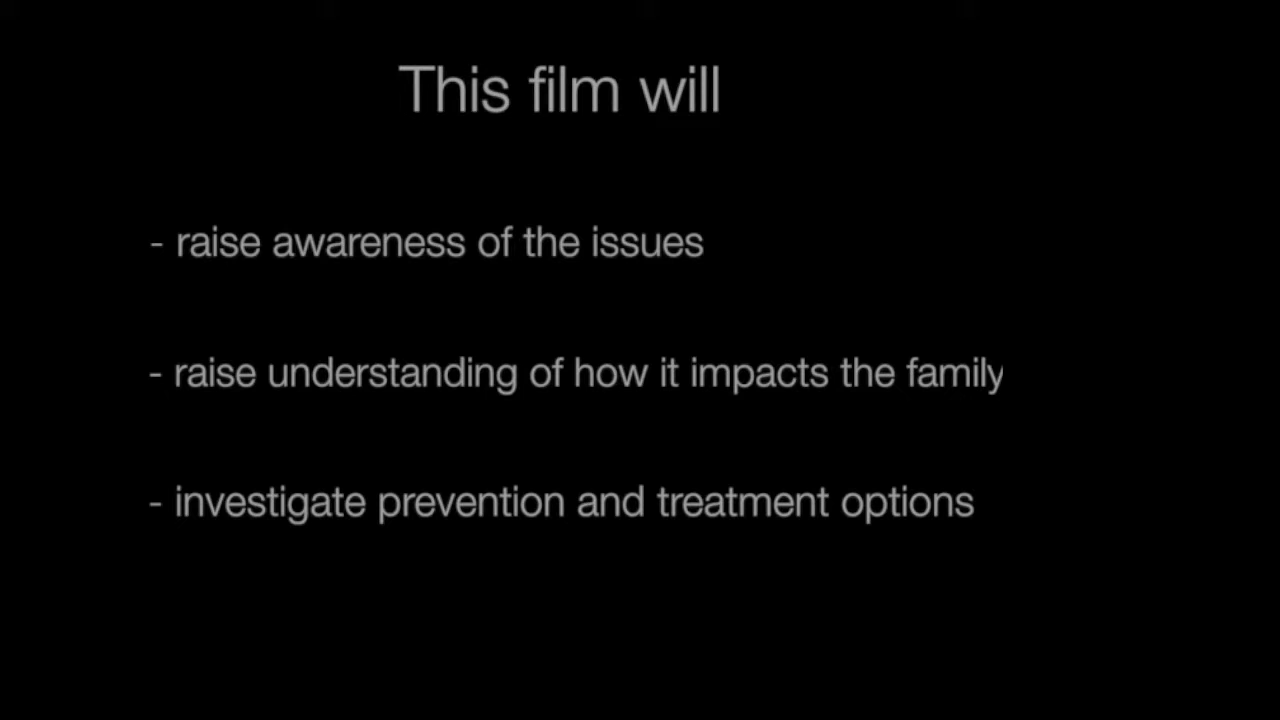 This film will
- raise awareness of the issues
- raise understanding of how it impacts the family
- investigate prevention and treatment options